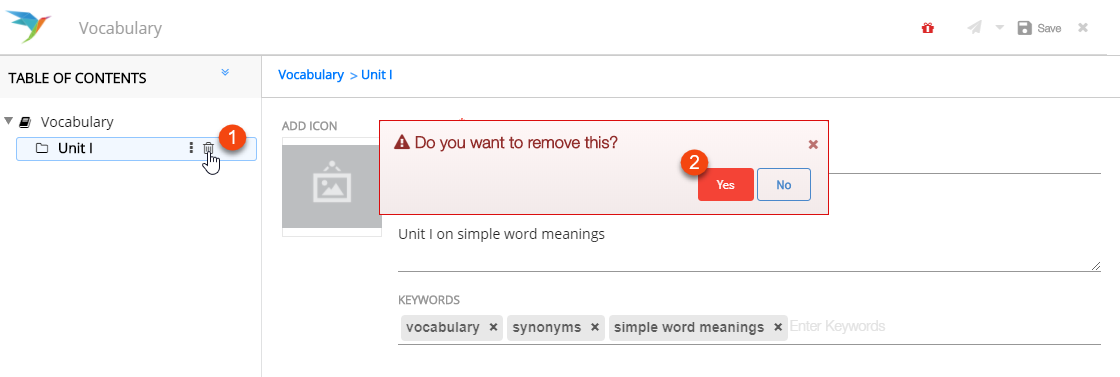 Vocabulary
Save
TABLE OF CONTENTS
Vocabulary > Unit I
Vocabulary
Unit I
1
ADD ICON
Do you want to remove this?
2
Yes
No
Unit I on simple word meanings
KEYWORDS
vocabulary × synonyms × simple word meanings × Enter Keywords